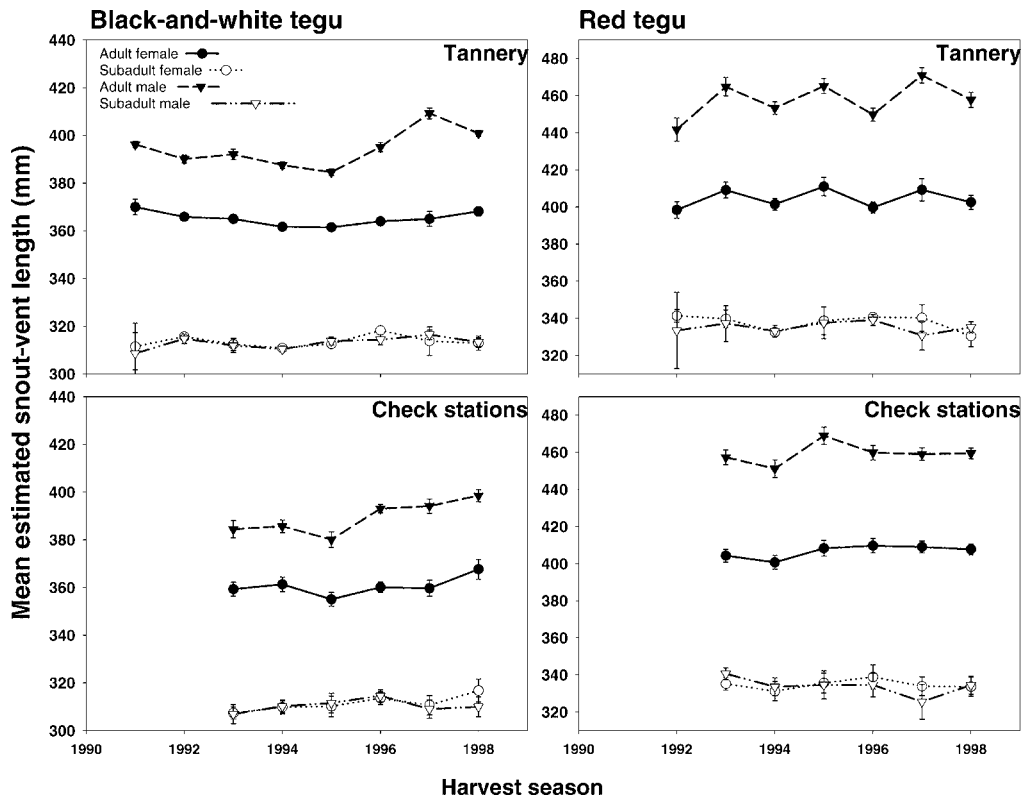 Black-and-white tegu
Red tegu
Mean estimated snout-vent length (mm)
Tannery
Adult female
Subadult female
Adult male
Subadult male
440
420
400
380
360
340
320
300
Tannery
480
460
440
420
400
380
360
340
320
Check stations
440
420
400
380
360
340
320
300
1990 1992 1994 1996 1998
Check stations
480
460
440
420
400
380
360
340
320
1990 1992 1994 1996 1998
Harvest season